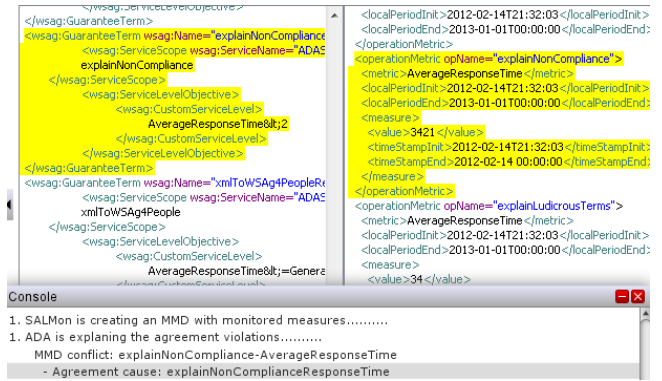 </wsag:ServiceLevelObjective>
</wsag:GuaranteeTerm>
<wsag:GuaranteeTerm wsag:Name="explainNonCompliance
<wsag:ServiceScope wsag:ServiceName="ADAS
explainNonCompliance
</wsag:ServiceScope>
<wsag:ServiceLevelObjective>
<wsag:CustomServiceLevel>
AverageResponseTime&lt;2
</wsag:CustomServiceLevel>
</wsag:ServiceLevelObjective>
</wsag:GuaranteeTerm>
<wsag:GuaranteeTerm wsag:Name="xmlToWSAg4PeopleRe
<wsag:ServiceScope wsag:ServiceName="ADAS
xmlToWSAg4People
</wsag:ServiceScope>
<wsag:ServiceLevelObjective>
<wsag:CustomServiceLevel>
AverageResponseTime&lt;=Genera
</wsag:CustomServiceLevel>
<localPeriodInit>2012-02-14T21:32:03</localPeriodInit>
<localPeriodEnd>2013-01-01T00:00:00</localPeriodEnd>
</operationMetric>
<operationMetric opName="explainNonCompliance">
<metric>AverageResponseTime</metric>
<localPeriodInit>2012-02-14T21:32:03</localPeriodInit>
<localPeriodEnd>2013-01-01T00:00:00</localPeriodEnd>
<measure>
<value>3421</value>
<timeStampInit>2012-02-14T21:32:03</timeStampInit>
<timeStampEnd>2012-02-14 00:00:00</timeStampEnd>
</measure>
</operationMetric>
<operationMetric opName="explainLudicrousTerms">
<metric>AverageResponseTime</metric>
<localPeriodInit>2012-02-14T21:32:03</localPeriodInit>
<localPeriodEnd>2013-01-01T00:00:00</localPeriodEnd>
<measure>
<value>34</value>
Console
1. SALMon is creating an MMD with monitored measures..........
1. ADA is explaning the agreement violations..........
MMD conflict: explainNonCompliance-AverageResponseTime
- Agreement cause: explainNonComplianceResponseTime